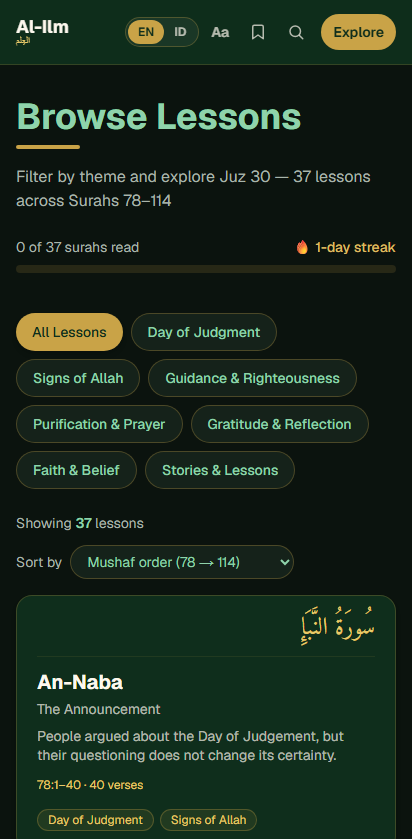 Al-Ilm
العِلْم
EN ID Aa Explore
Browse Lessons
Filter by theme and explore Juz 30 — 37 lessons
across Surahs 78–114
0 of 37 surahs read 🔥 1-day streak
All Lessons Day of Judgment
Signs of Allah Guidance & Righteousness
Purification & Prayer Gratitude & Reflection
Faith & Belief Stories & Lessons
Showing 37 lessons
Sort by Mushaf order (78 → 114)
سُورَةُ النَّبَإِ
An-Naba
The Announcement
People argued about the Day of Judgement, but
their questioning does not change its certainty.
78:1–40 · 40 verses
Day of Judgment Signs of Allah